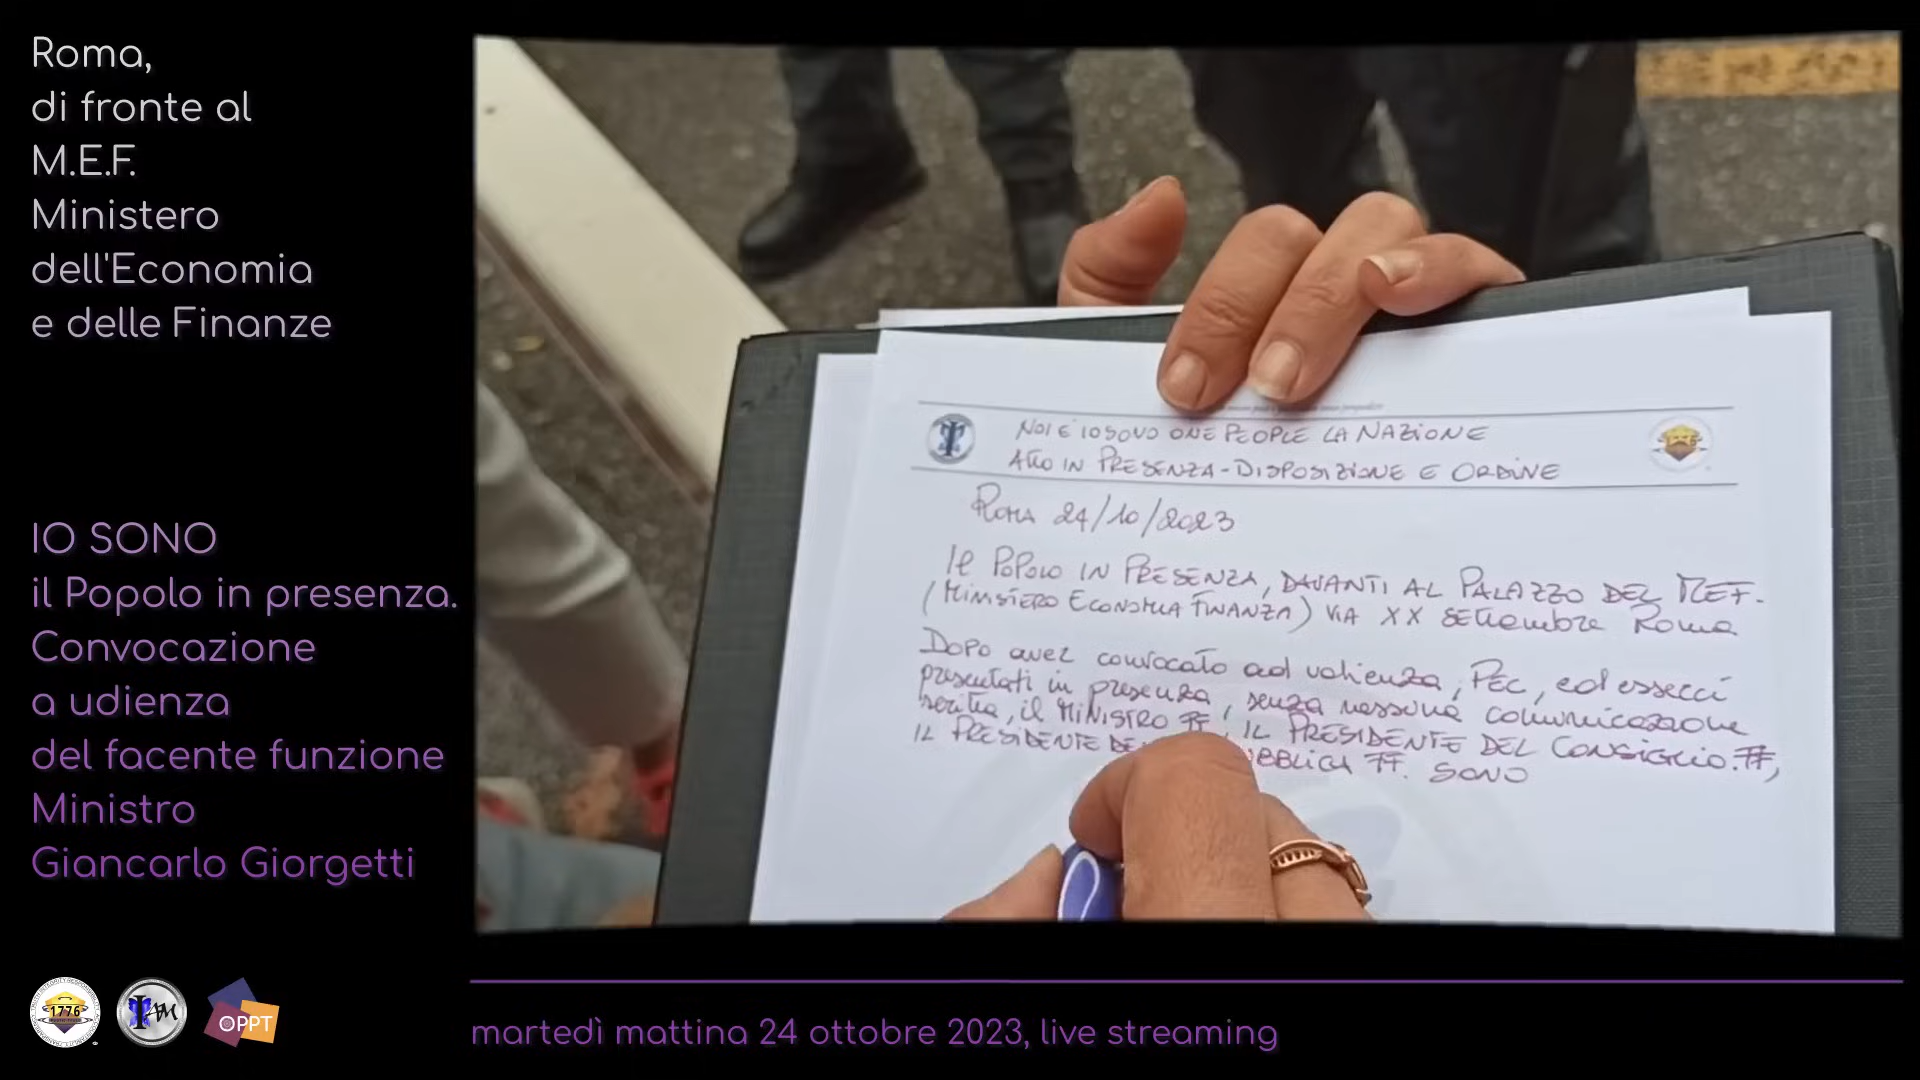 Roma,
di fronte al
M.E.F.
Ministero
dell'Economia
e delle Finanze
IO SONO
il Popolo in presenza.
Convocazione
a udienza
del facente funzione
Ministro
Giancarlo Giorgetti
NOI E' IO SONO ONE PEOPLE LA NAZIONE
ATTO IN PRESENZA - DISPOSIZIONE E ORDINE
Roma 24/10/2023
Il POPOLO IN PRESENZA, DAVANTI AL PALAZZO DEL MEF.
(MINISTERO ECONOMIA FINANZA) VIA XX SETTEMBRE Roma
Dopo aver convocato ad udienza, PEC, ed esserci
presentati in presenza, senza nessuna comunicazione
scritta, il MINISTRO FF, IL PRESIDENTE DEL CONSIGLIO. FF,
IL PRESIDENTE UBBLICA FF. SONO
1776
I AM
OPPT
martedì mattina 24 ottobre 2023, live streaming